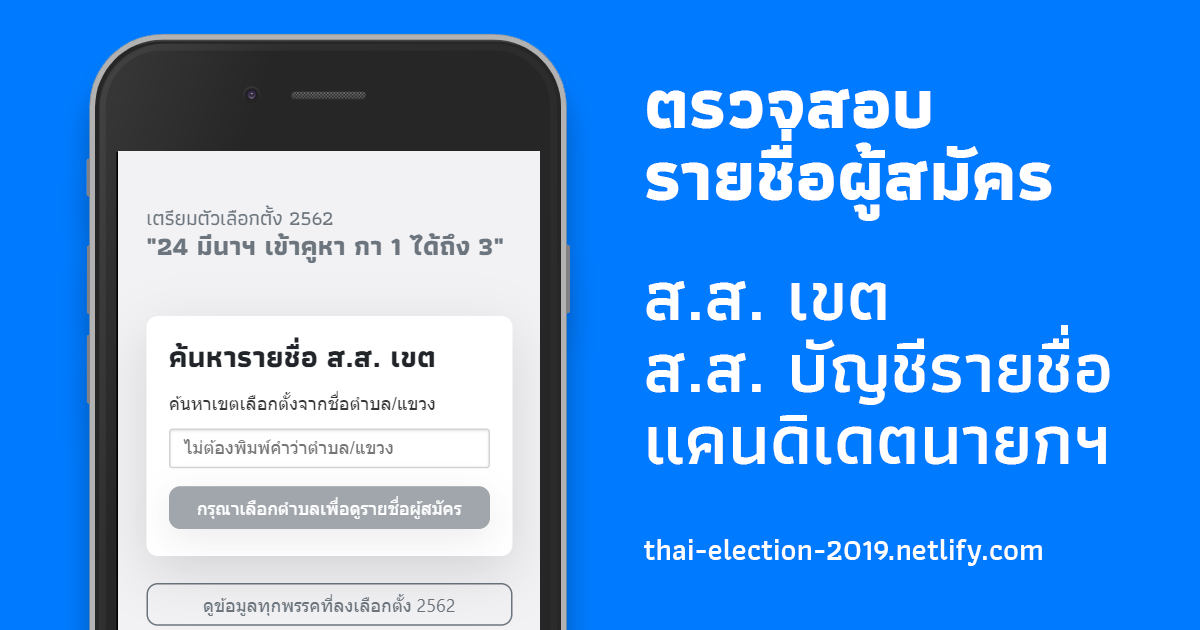 เตรียมตัวเลือกตั้ง 2562
"24 มีนาฯ เข้าคูหา กา 1 ได้ถึง 3"
ค้นหารายชื่อ ส.ส. เขต
ค้นหาเขตเลือกตั้งจากชื่อตำบล/แขวง
ไม่ต้องพิมพ์คำว่าตำบล/แขวง
กรุณาเลือกตำบลเพื่อดูรายชื่อผู้สมัคร
ดูข้อมูลทุกพรรคที่ลงเลือกตั้ง 2562
ตรวจสอบ
รายชื่อผู้สมัคร
ส.ส. เขต
ส.ส. บัญชีรายชื่อ
แคนดิเดตนายกฯ
thai-election-2019.netlify.com